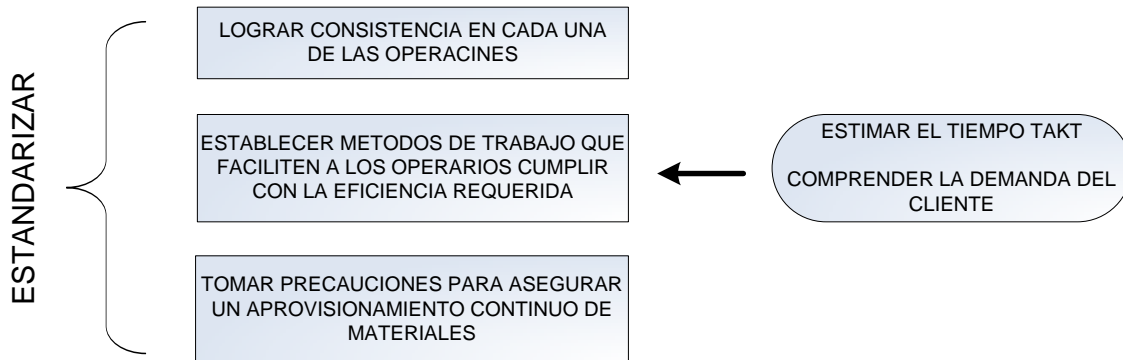 ESTANDARIZAR
LOGRAR CONSISTENCIA EN CADA UNA
DE LAS OPERACINES
ESTABLECER METODOS DE TRABAJO QUE
FACILITEN A LOS OPERARIOS CUMPLIR
CON LA EFICIENCIA REQUERIDA
TOMAR PRECAUCIONES PARA ASEGURAR
UN APROVISIONAMIENTO CONTINUO DE
MATERIALES
ESTIMAR EL TIEMPO TAKT
COMPRENDER LA DEMANDA DEL
CLIENTE